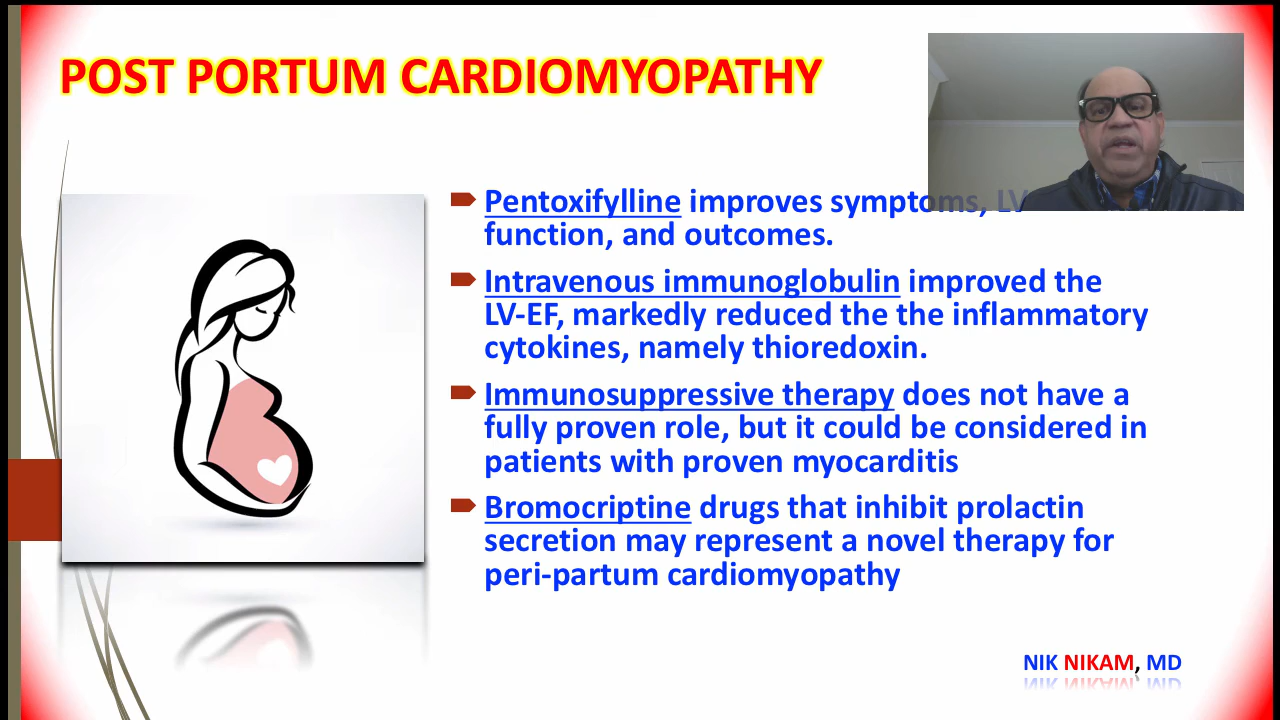 POST PORTUM CARDIOMYOPATHY
Pentoxifylline improves symptoms, LV
function, and outcomes.
Intravenous immunoglobulin improved the
LV-EF, markedly reduced the the inflammatory
cytokines, namely thioredoxin.
Immunosuppressive therapy does not have a
fully proven role, but it could be considered in
patients with proven myocarditis
Bromocriptine drugs that inhibit prolactin
secretion may represent a novel therapy for
peri-partum cardiomyopathy
NIK NIKAM, MD